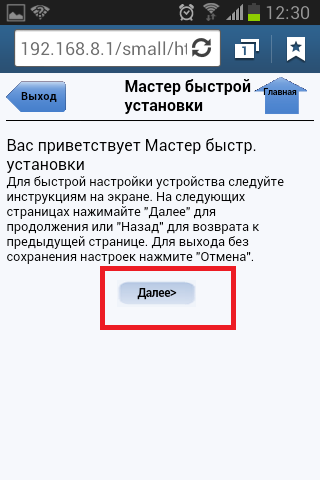 12:30
192.168.8.1/small/ht
1
Выход
Мастер быстрой
установки
Главная
Вас приветствует Мастер быстр.
установки
Для быстрой настройки устройства следуйте
инструкциям на экране. На следующих
страницах нажимайте "Далее" для
продолжения или "Назад" для возврата к
предыдущей странице. Для выхода без
сохранения настроек нажмите "Отмена".
Далее>